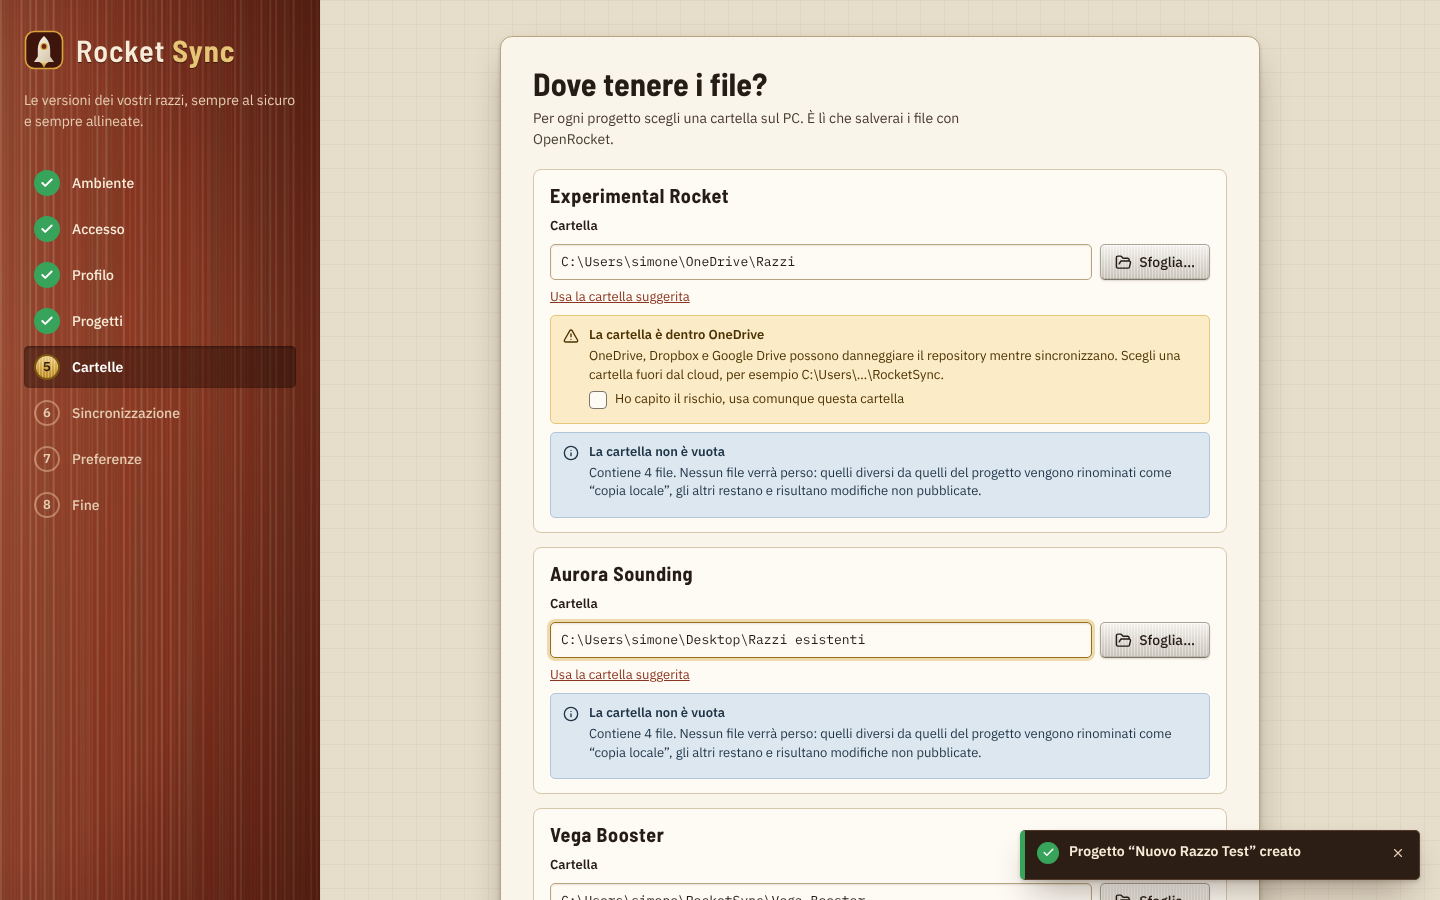 Rocket Sync
Le versioni dei vostri razzi, sempre al sicuro
e sempre allineate.
Ambiente
Accesso
Profilo
Progetti
5 Cartelle
6 Sincronizzazione
7 Preferenze
8 Fine
Dove tenere i file?
Per ogni progetto scegli una cartella sul PC. È lì che salverai i file con
OpenRocket.
Experimental Rocket
Cartella
C:\Users\simone\OneDrive\Razzi
Sfoglia...
Usa la cartella suggerita
La cartella è dentro OneDrive
OneDrive, Dropbox e Google Drive possono danneggiare il repository mentre sincronizzano. Scegli una
cartella fuori dal cloud, per esempio C:\Users\...\RocketSync.
Ho capito il rischio, usa comunque questa cartella
La cartella non è vuota
Contiene 4 file. Nessun file verrà perso: quelli diversi da quelli del progetto vengono rinominati come
“copia locale”, gli altri restano e risultano modifiche non pubblicate.
Aurora Sounding
Cartella
C:\Users\simone\Desktop\Razzi esistenti
Sfoglia...
Usa la cartella suggerita
La cartella non è vuota
Contiene 4 file. Nessun file verrà perso: quelli diversi da quelli del progetto vengono rinominati come
“copia locale”, gli altri restano e risultano modifiche non pubblicate.
Vega Booster
Cartella
C:\Users\simone\RocketSync\Vega Booster
Sfoglia...
Progetto “Nuovo Razzo Test” creato